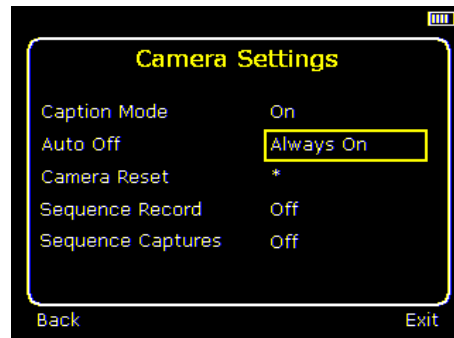 Camera Settings
Caption Mode On
Auto Off Always On
Camera Reset *
Sequence Record Off
Sequence Captures Off
Back Exit